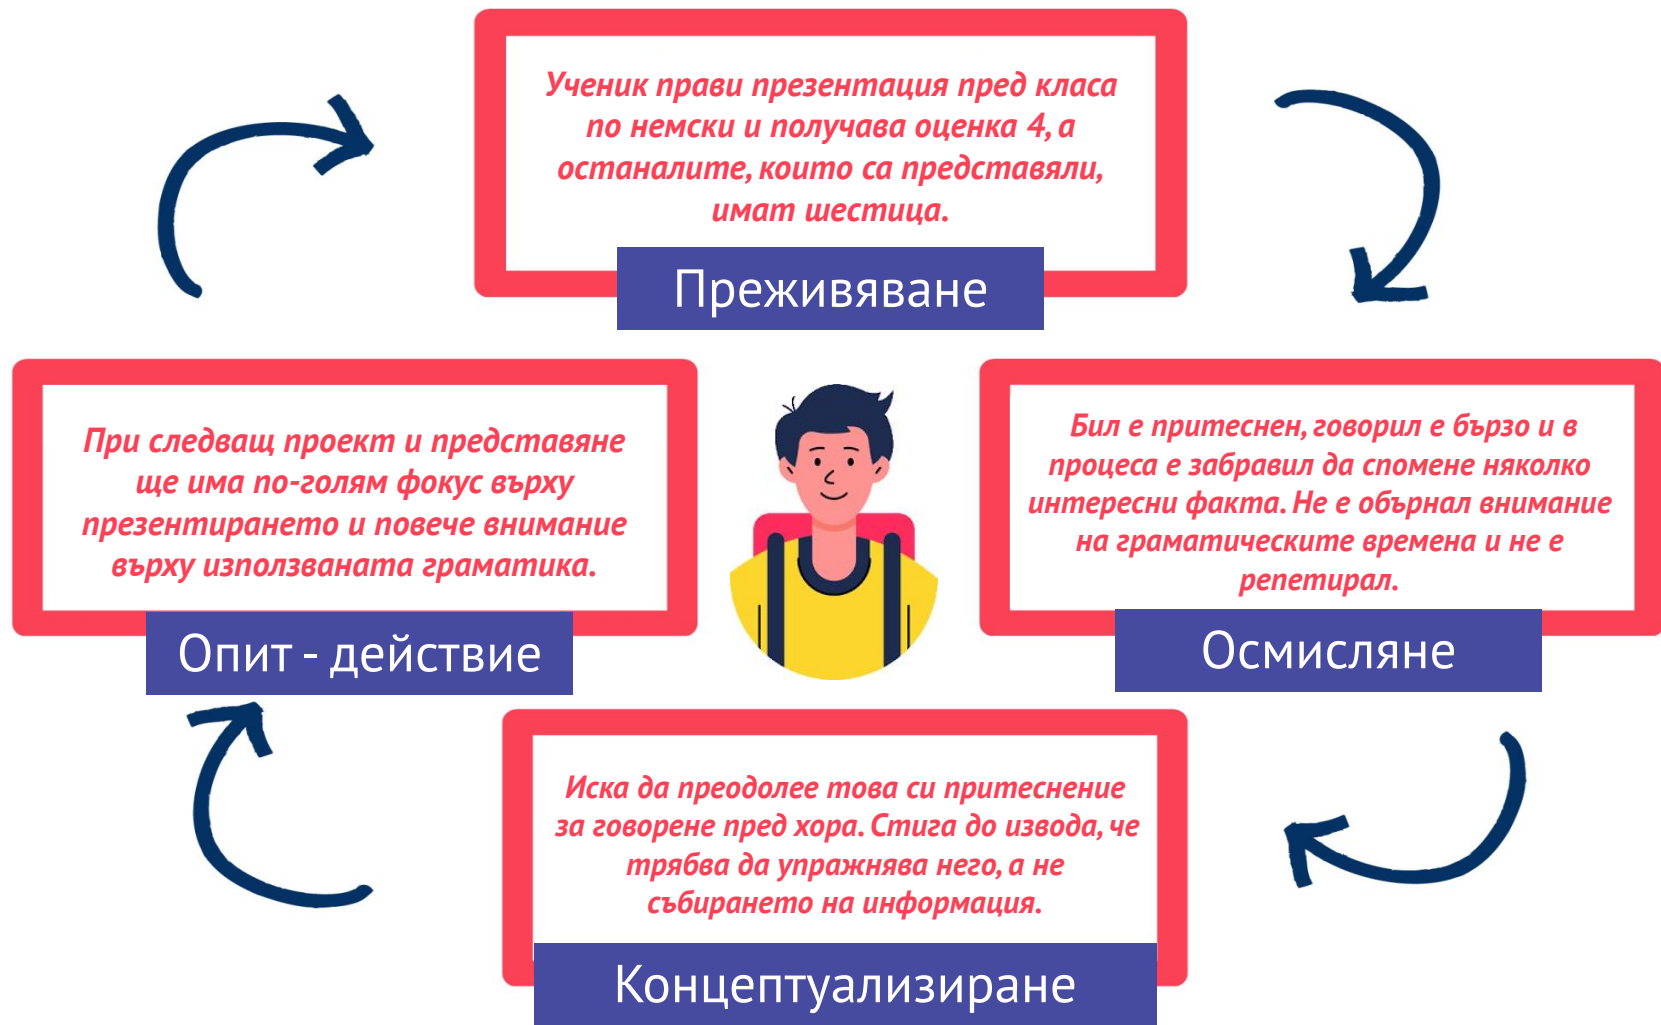 Ученик прави презентация пред класа
по немски и получава оценка 4, а
останалите, които са представяли,
имат шестица.
Преживяване
Бил е притеснен, говорил е бързо и в
процеса е забравил да спомене няколко
интересни факта. Не е обърнал внимание
на граматическите времена и не е
репетирал.
Осмисляне
Иска да преодолее това си притеснение
за говорене пред хора. Стига до извода, че
трябва да упражнява него, а не
събирането на информация.
Концептуализиране
При следващ проект и представяне
ще има по-голям фокус върху
презентирането и повече внимание
върху използваната граматика.
Опит - действие